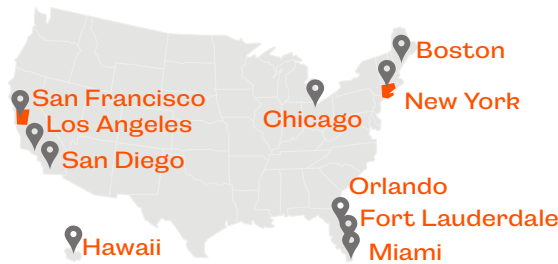 Boston
San Francisco
New York
Los Angeles
Chicago
San Diego
Orlando
Fort Lauderdale
Hawaii
Miami